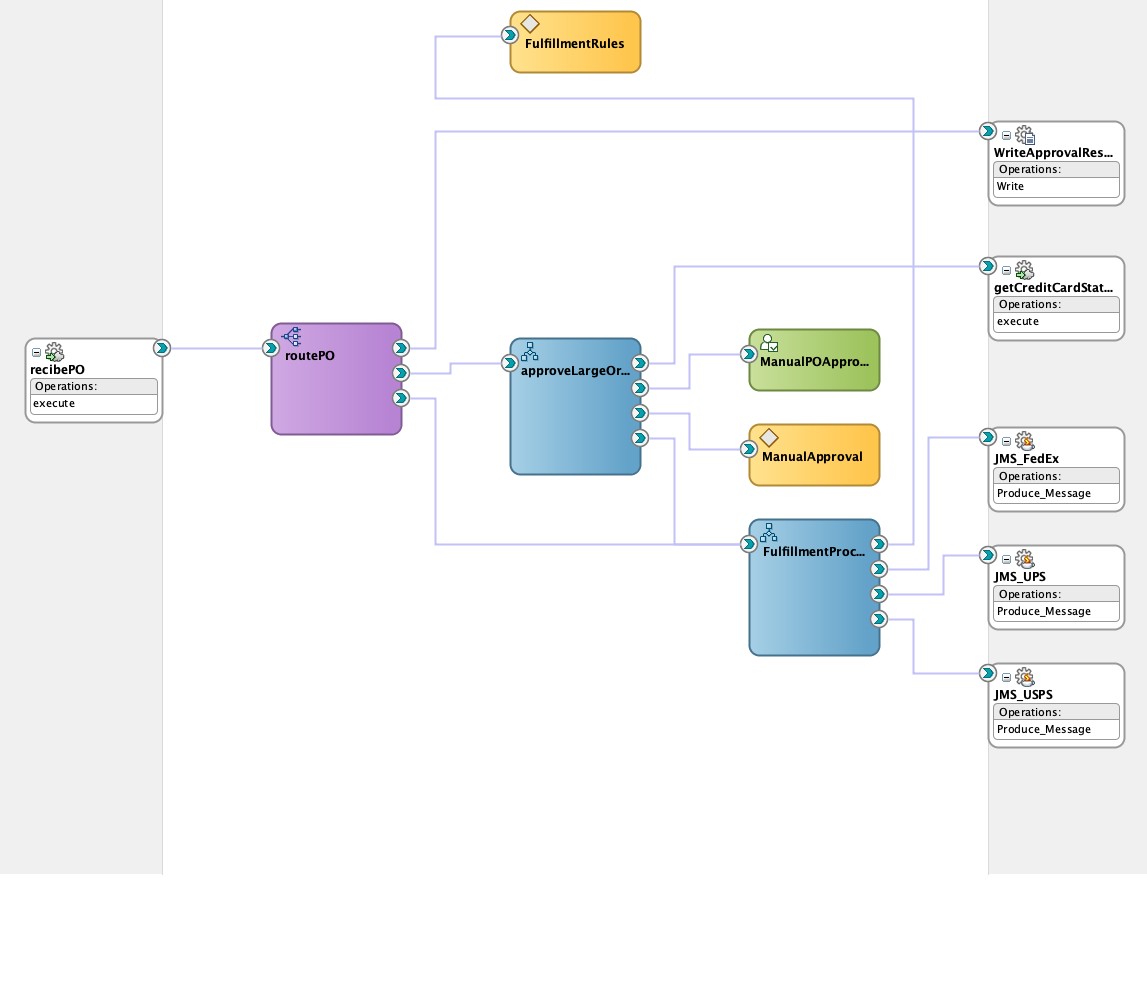 FulfillmentRules
WriteApprovalRes...
Operations:
Write
getCreditCardStat...
Operations:
execute
recibePO
Operations:
execute
routePO
approveLargeOr...
ManualPOAppro...
ManualApproval
FulfillmentProc...
JMS_FedEx
Operations:
Produce_Message
JMS_UPS
Operations:
Produce_Message
JMS_USPS
Operations:
Produce_Message